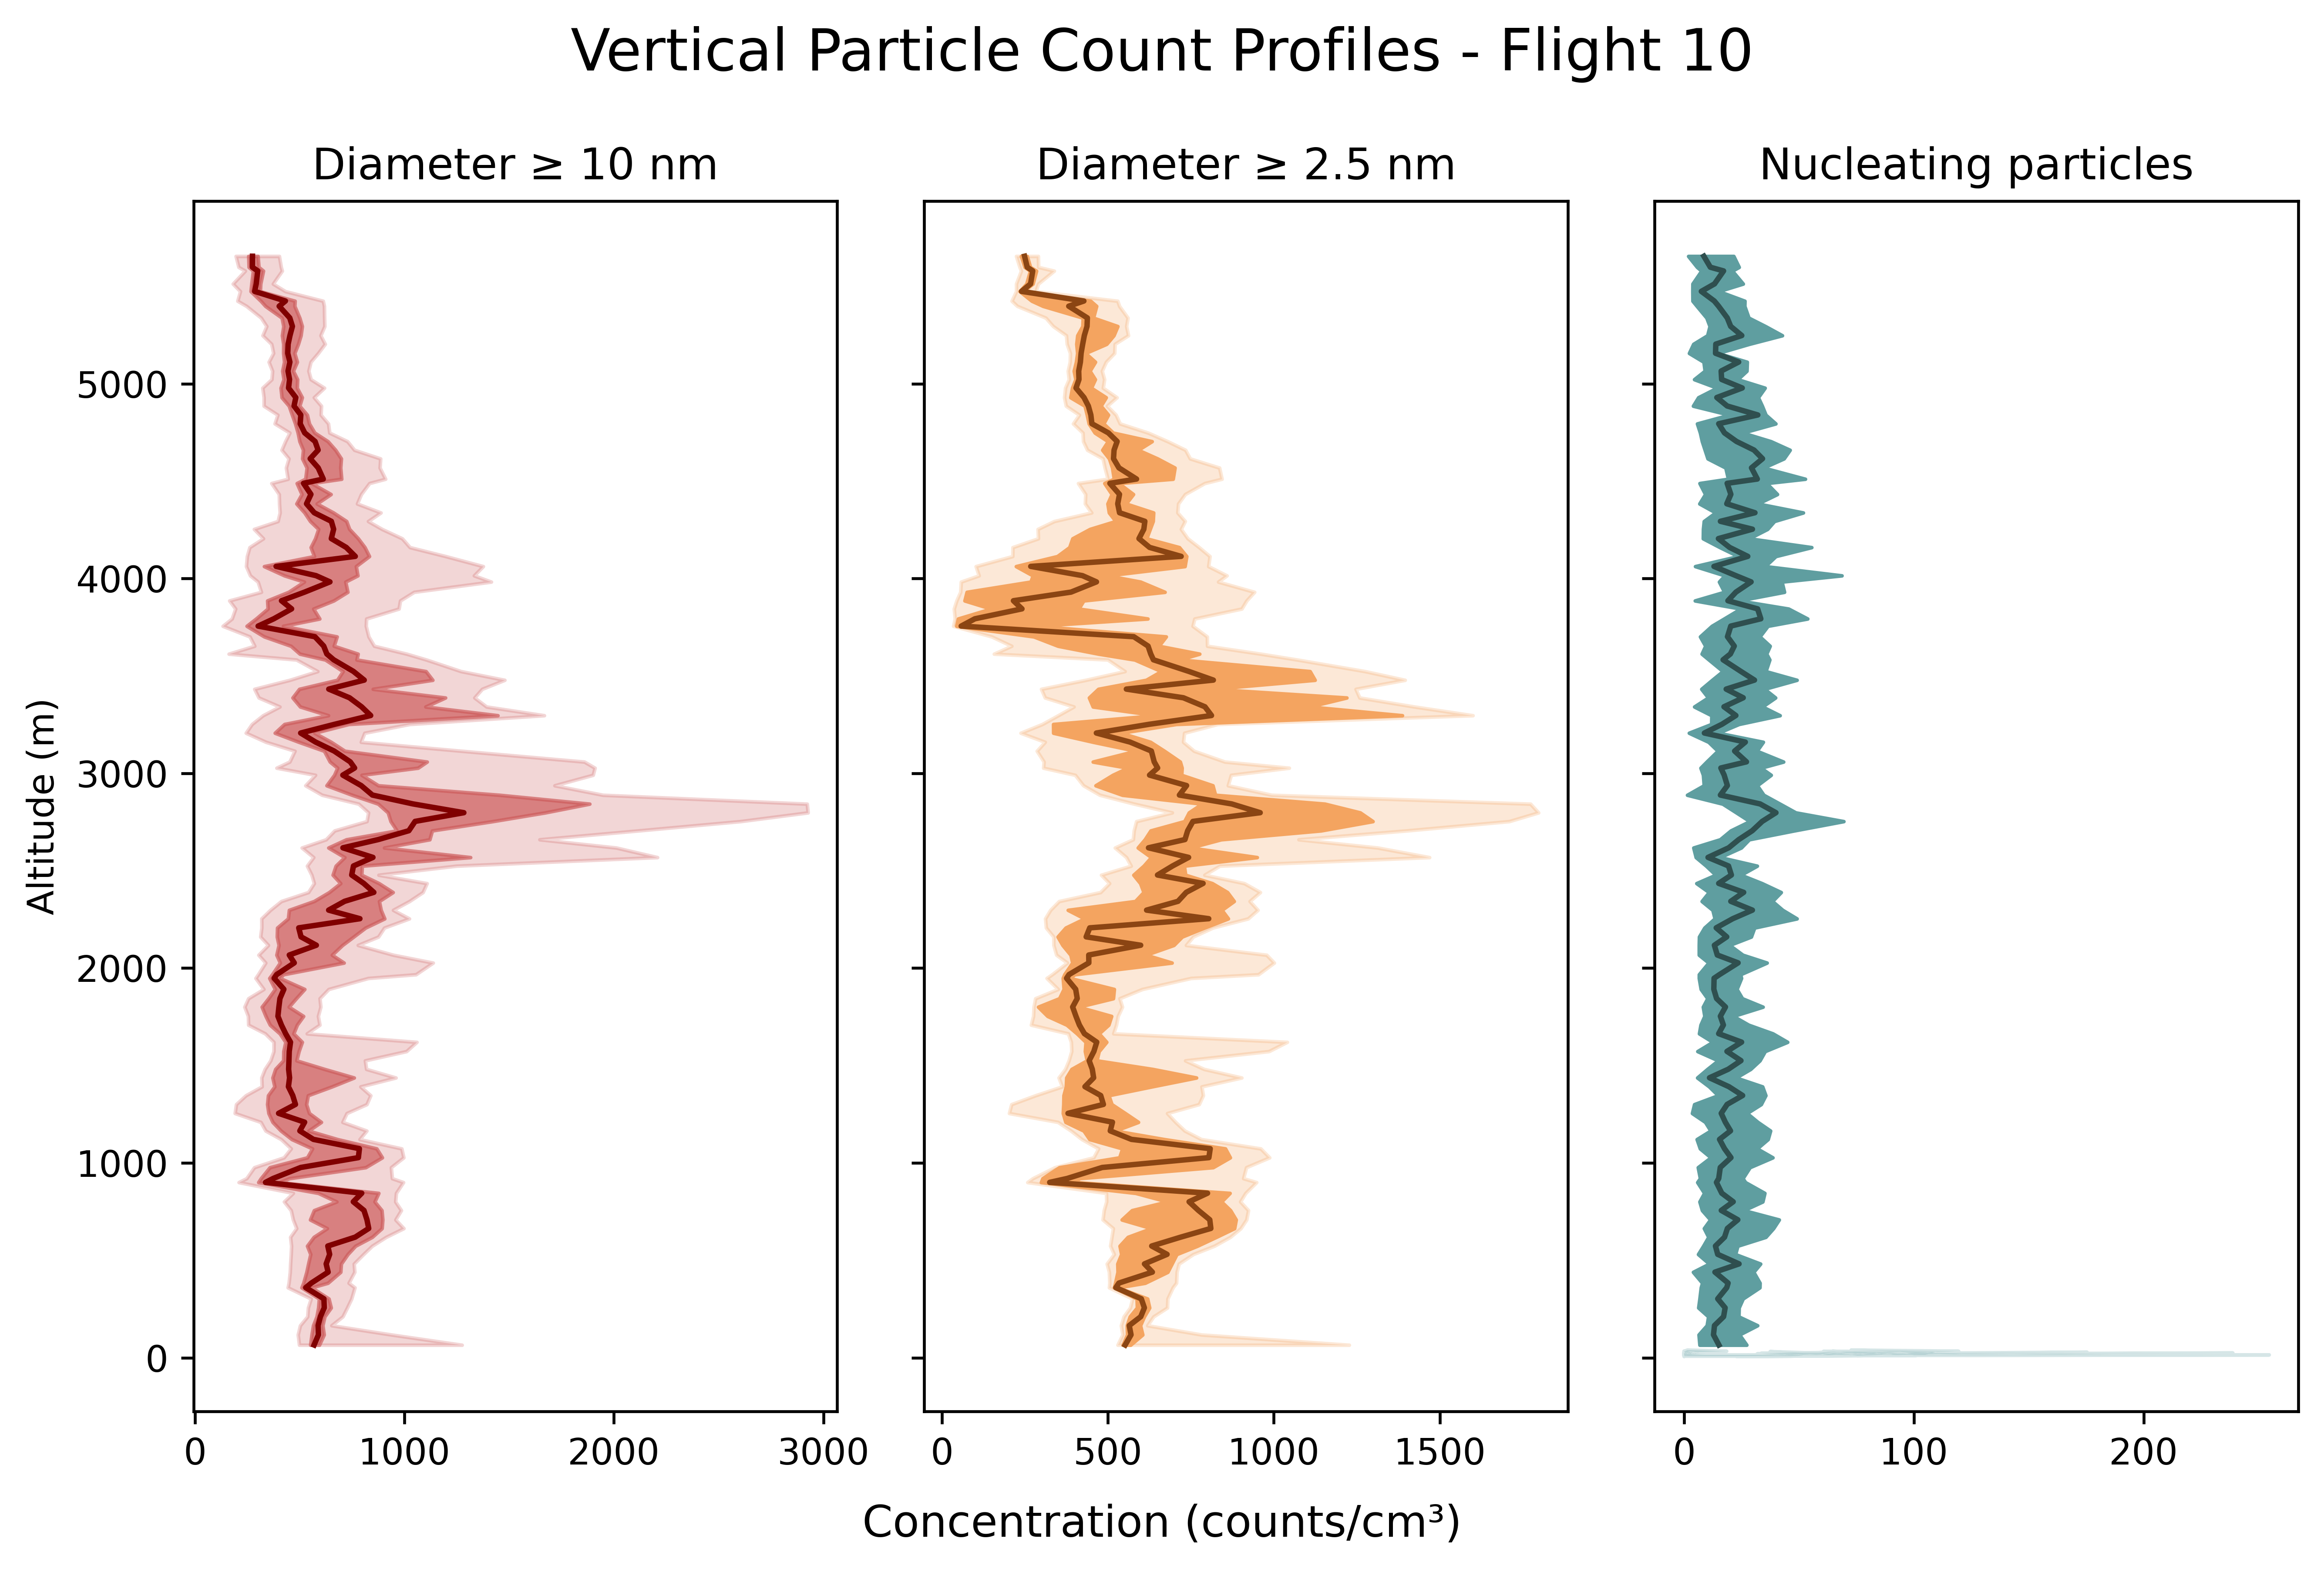 Vertical Particle Count Profiles - Flight 10
Diameter ≥ 10 nm
Diameter ≥ 2.5 nm
Nucleating particles
Altitude (m)
5000
4000
3000
2000
1000
0
0 1000 2000 3000
0 500 1000 1500
0 100 200
Concentration (counts/cm³)